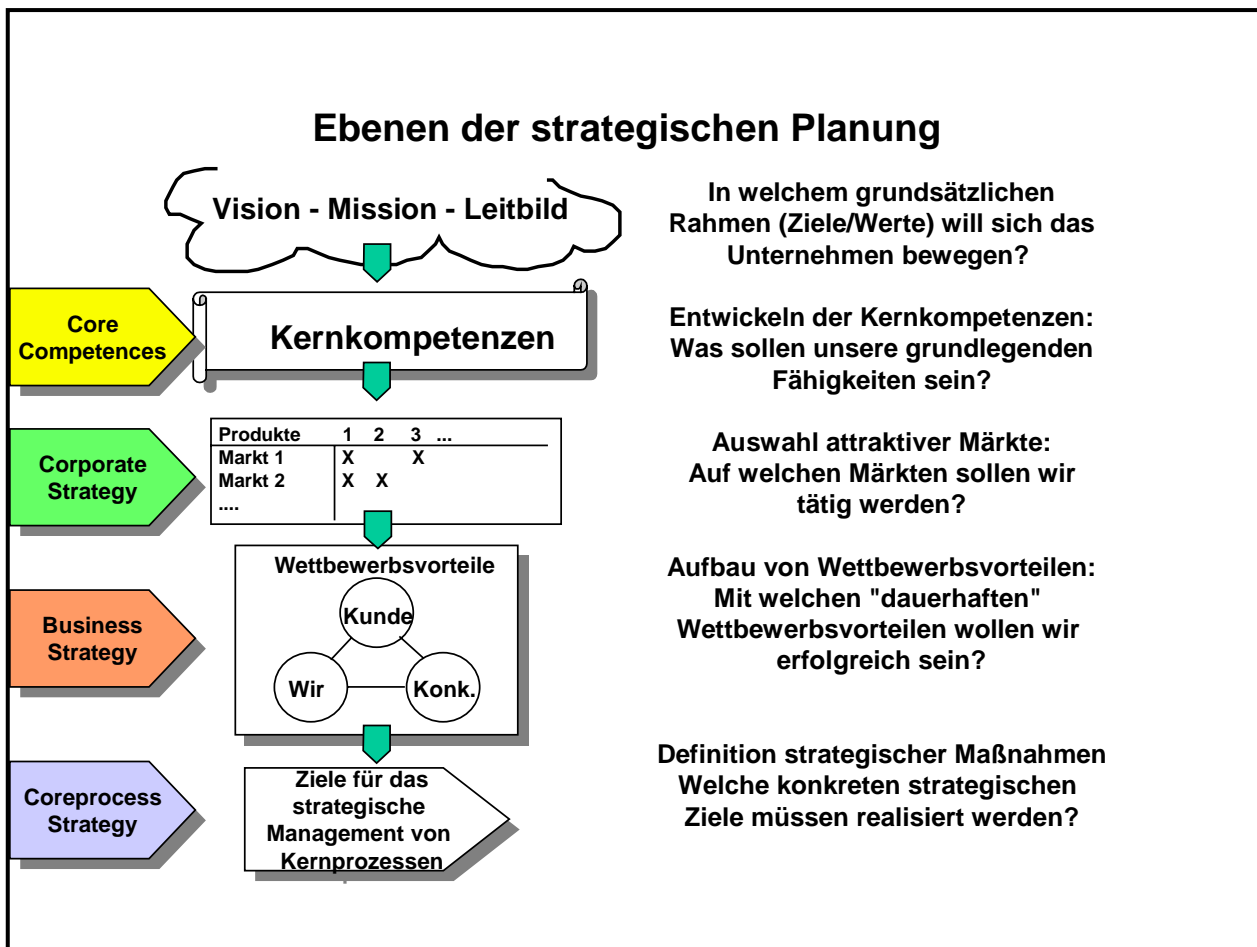 Ebenen der strategischen Planung
Vision - Mission - Leitbild
In welchem grundsätzlichen
Rahmen (Ziele/Werte) will sich das
Unternehmen bewegen?
Core
Competences
Kernkompetenzen
Entwickeln der Kernkompetenzen:
Was sollen unsere grundlegenden
Fähigkeiten sein?
Corporate
Strategy
Produkte 1 2 3 ...
Markt 1 X X
Markt 2 X X
....
Auswahl attraktiver Märkte:
Auf welchen Märkten sollen wir
tätig werden?
Business
Strategy
Wettbewerbsvorteile
Kunde
Wir
Konk.
Aufbau von Wettbewerbsvorteilen:
Mit welchen "dauerhaften"
Wettbewerbsvorteilen wollen wir
erfolgreich sein?
Coreprocess
Strategy
Ziele für das
strategische
Management von
Kernprozessen
Definition strategischer Maßnahmen
Welche konkreten strategischen
Ziele müssen realisiert werden?